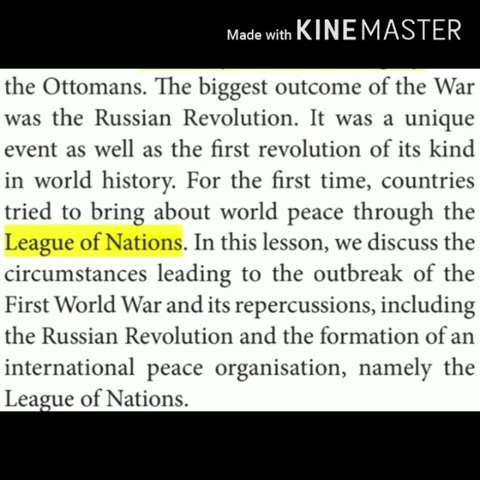 Made with KINEMASTER
the Ottomans. The biggest outcome of the War
was the Russian Revolution. It was a unique
event as well as the first revolution of its kind
in world history. For the first time, countries
tried to bring about world peace through the
League of Nations. In this lesson, we discuss the
circumstances leading to the outbreak of the
First World War and its repercussions, including
the Russian Revolution and the formation of an
international peace organisation, namely the
League of Nations.